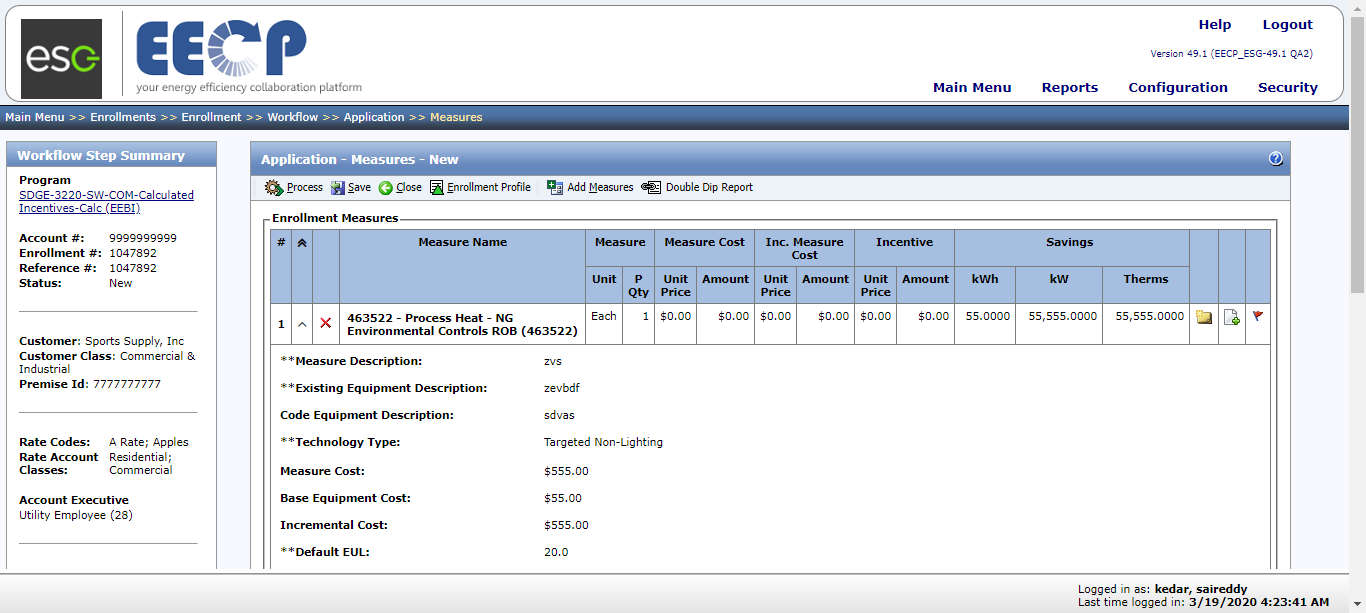 esc
EECP
your energy efficiency collaboration platform
Help Logout
Version 49.1 (EECP_ESG-49.1 QA2)
Main Menu Reports Configuration Security
Main Menu >> Enrollments >> Enrollment >> Workflow >> Application >> Measures
Workflow Step Summary
Program
SDGE-3220-SW-COM-Calculated
Incentives-Calc (EEBI)
Account #: 9999999999
Enrollment #: 1047892
Reference #: 1047892
Status: New
Customer: Sports Supply, Inc
Customer Class: Commercial &
Industrial
Premise Id: 7777777777
Rate Codes: A Rate; Apples
Rate Account Residential;
Classes: Commercial
Account Executive
Utility Employee (28)
Application - Measures - New
?
Process Save Close Enrollment Profile Add Measures Double Dip Report
Enrollment Measures
# Measure Name Measure Measure Cost Inc. Measure Cost Incentive Savings
Unit P Qty Unit Price Amount Unit Price Amount Unit Price Amount kWh kW Therms
1 463522 - Process Heat - NG Each 1 $0.00 $0.00 $0.00 $0.00 $0.00 $0.00 55.0000 55,555.0000 55,555.0000
Environmental Controls ROB (463522)
**Measure Description: zvs
**Existing Equipment Description: zevbdf
Code Equipment Description: sdvas
**Technology Type: Targeted Non-Lighting
Measure Cost: $555.00
Base Equipment Cost: $55.00
Incremental Cost: $555.00
**Default EUL: 20.0
Logged in as: kedar, saireddy
Last time logged in: 3/19/2020 4:23:41 AM